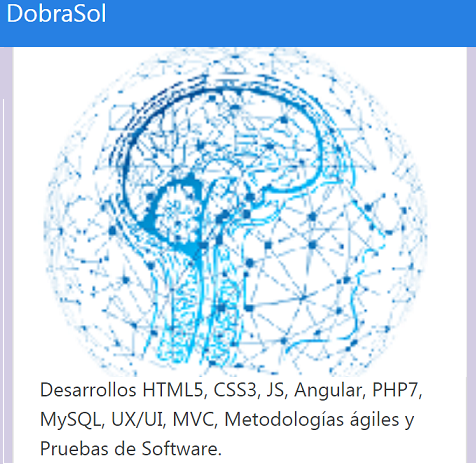 DobraSol
Desarrollos HTML5, CSS3, JS, Angular, PHP7,
MySQL, UX/UI, MVC, Metodologías ágiles y
Pruebas de Software.